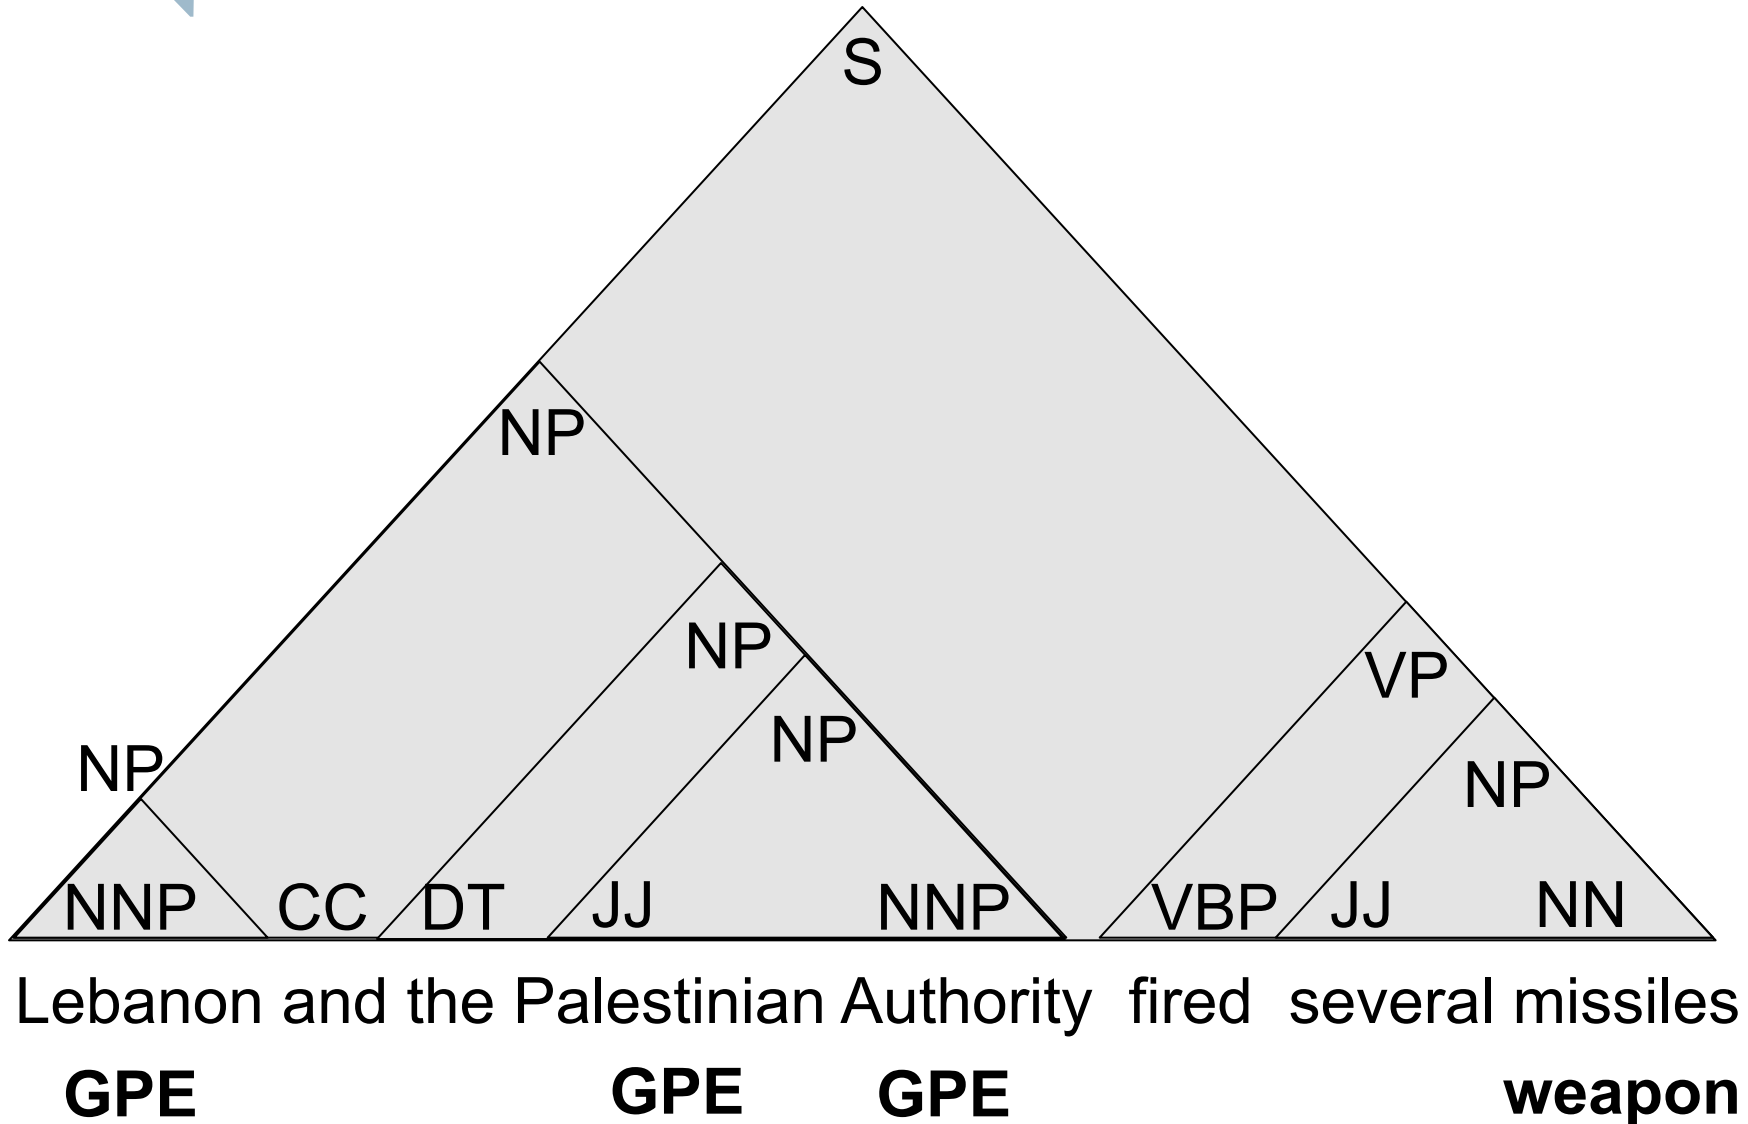 S
NP
NP
VP
NP
NP
NP
NNP CC DT JJ NNP VBP JJ NN
Lebanon and the Palestinian Authority fired several missiles
GPE GPE GPE weapon